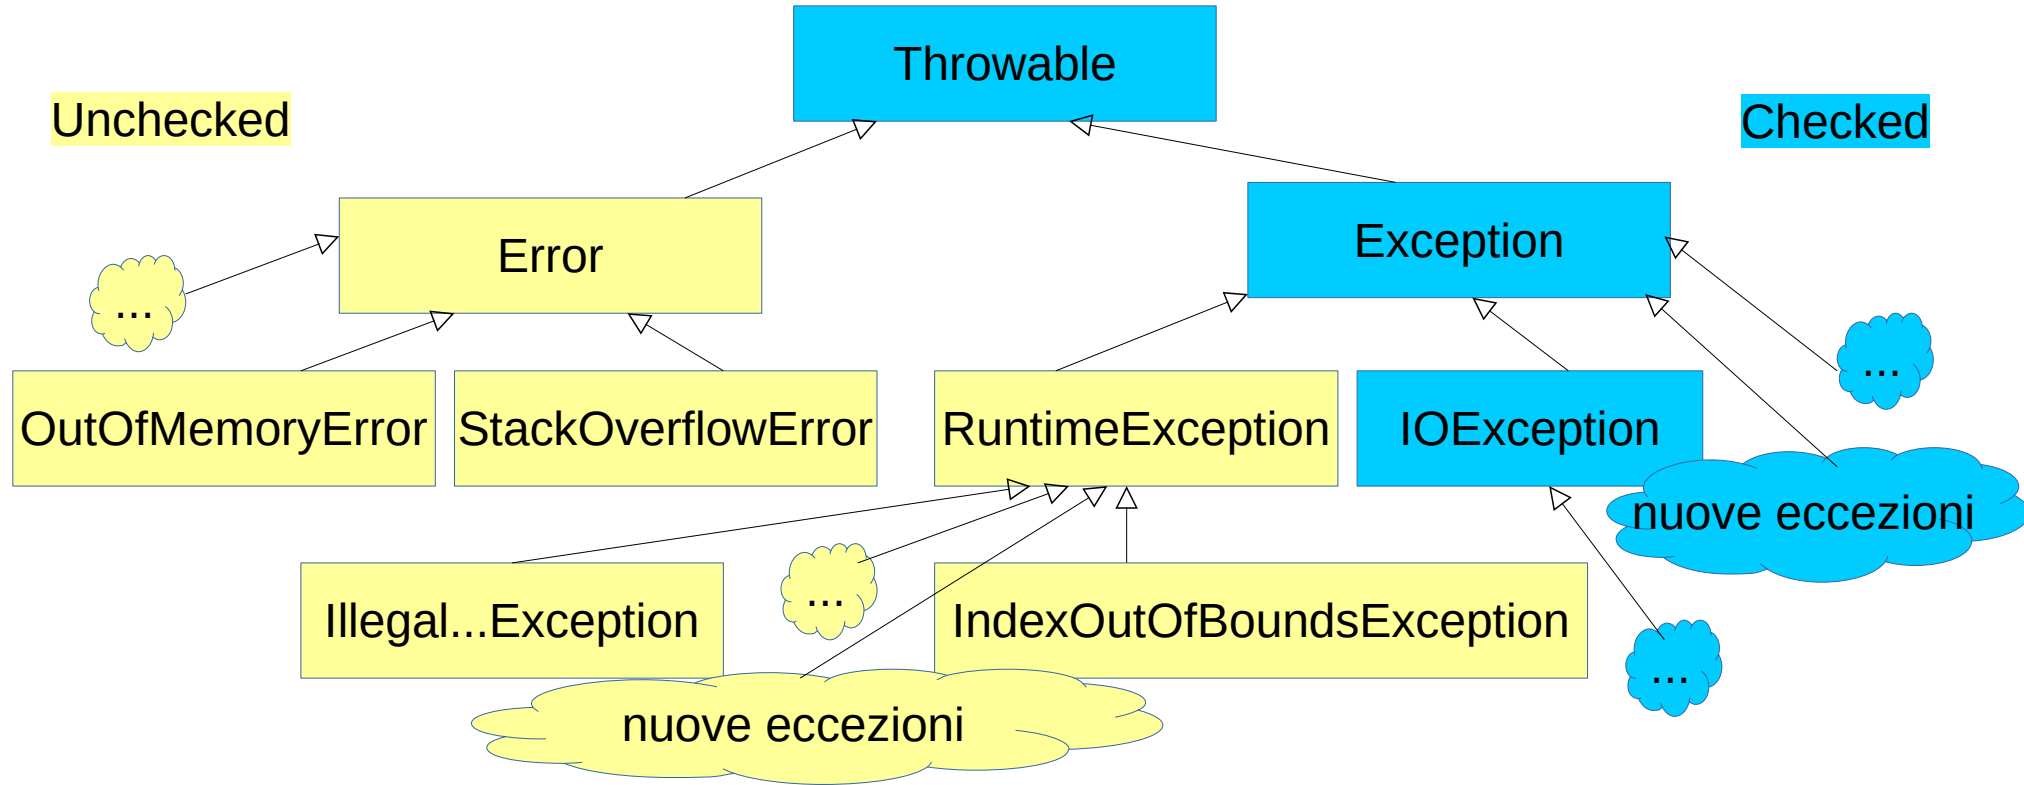 Throwable
Unchecked
Checked
Error
Exception
...
...
OutOfMemoryError
StackOverflowError
RuntimeException
IOException
nuove eccezioni
Illegal...Exception
...
IndexOutOfBoundsException
...
nuove eccezioni